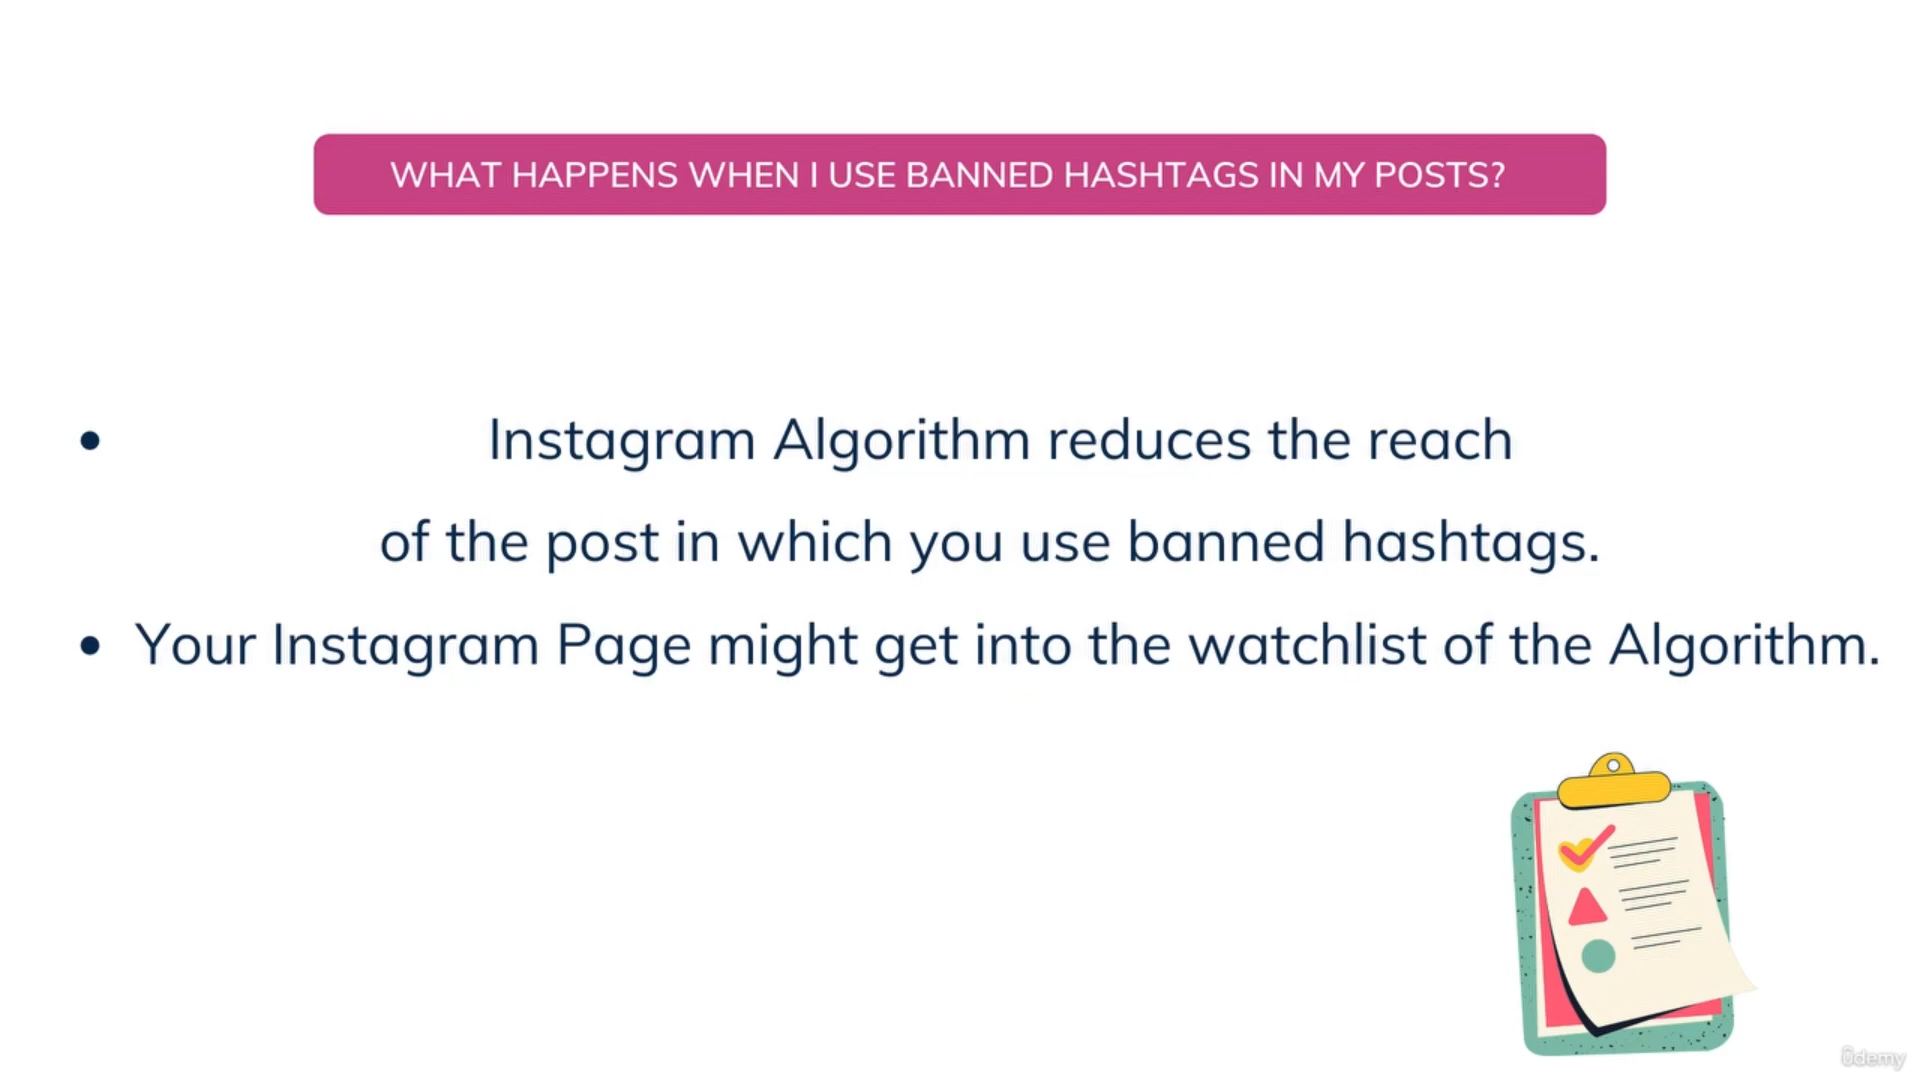 WHAT HAPPENS WHEN I USE BANNED HASHTAGS IN MY POSTS?
• Instagram Algorithm reduces the reach
of the post in which you use banned hashtags.
• Your Instagram Page might get into the watchlist of the Algorithm.
ûdemy